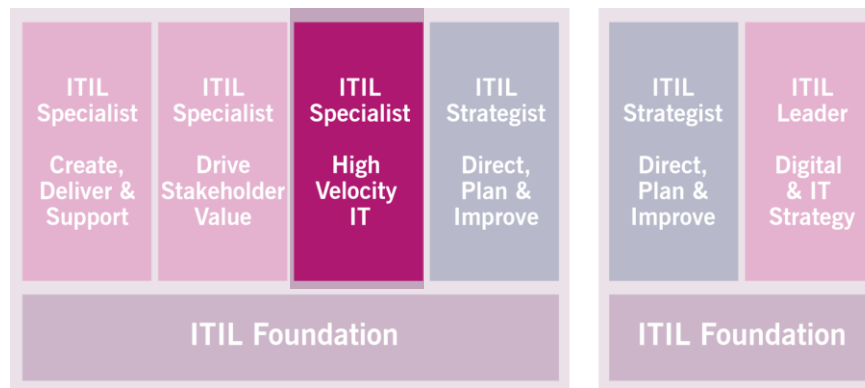 ITIL
Specialist
Create,
Deliver &
Support
ITIL
Specialist
Drive
Stakeholder
Value
ITIL
Specialist
High
Velocity
IT
ITIL
Strategist
Direct,
Plan &
Improve
ITIL Foundation
ITIL
Strategist
Direct,
Plan &
Improve
ITIL
Leader
Digital
& IT
Strategy
ITIL Foundation